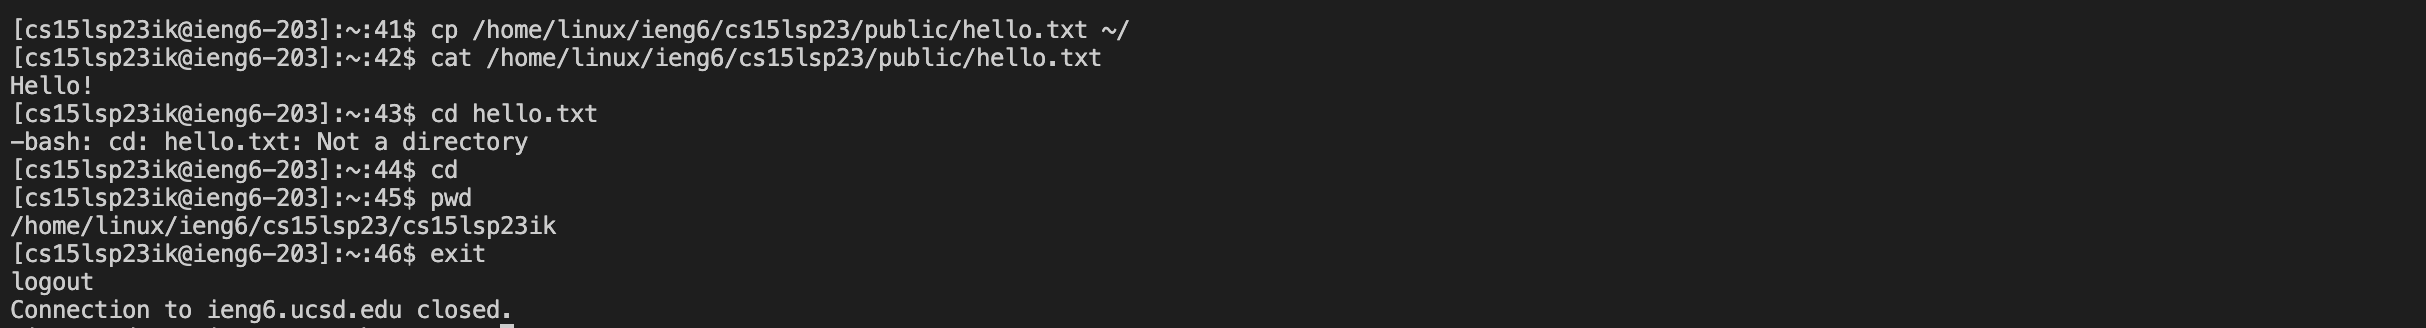 [cs15lsp23ik@ieng6-203]:~:41$ cp /home/linux/ieng6/cs15lsp23/public/hello.txt ~/
[cs15lsp23ik@ieng6-203]:~:42$ cat /home/linux/ieng6/cs15lsp23/public/hello.txt
Hello!
[cs15lsp23ik@ieng6-203]:~:43$ cd hello.txt
-bash: cd: hello.txt: Not a directory
[cs15lsp23ik@ieng6-203]:~:44$ cd
[cs15lsp23ik@ieng6-203]:~:45$ pwd
/home/linux/ieng6/cs15lsp23/cs15lsp23ik
[cs15lsp23ik@ieng6-203]:~:46$ exit
logout
Connection to ieng6.ucsd.edu closed.